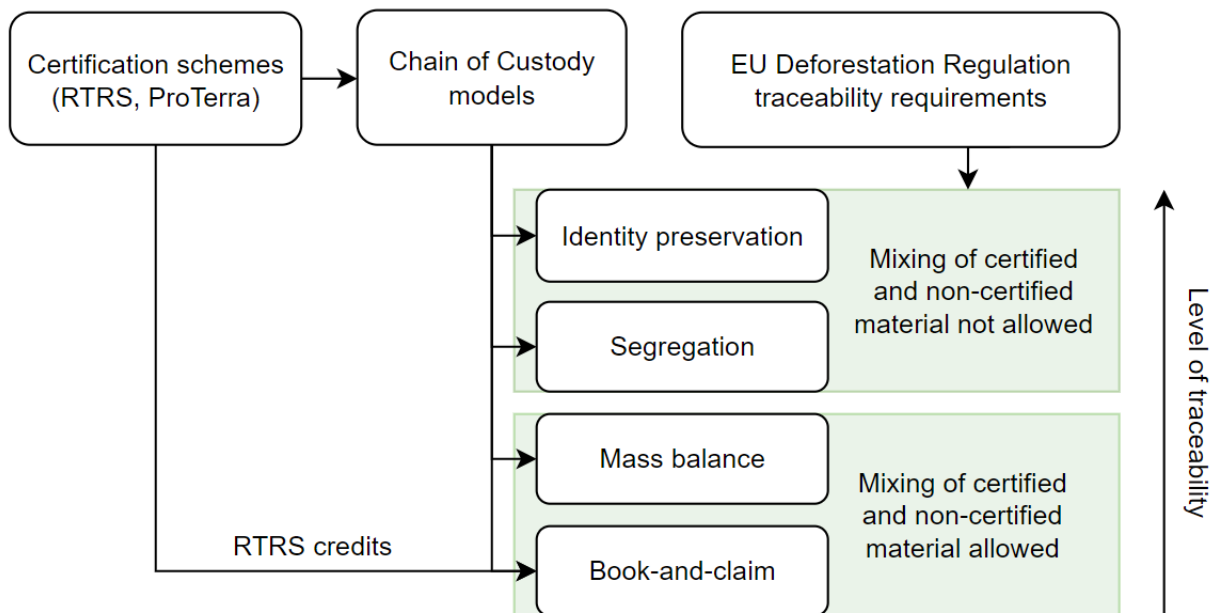 Certification schemes
(RTRS, ProTerra)
Chain of Custody
models
EU Deforestation Regulation
traceability requirements
Identity preservation
Segregation
Mixing of certified
and non-certified
material not allowed
Mass balance
Book-and-claim
Mixing of certified
and non-certified
material allowed
RTRS credits
Level of traceability